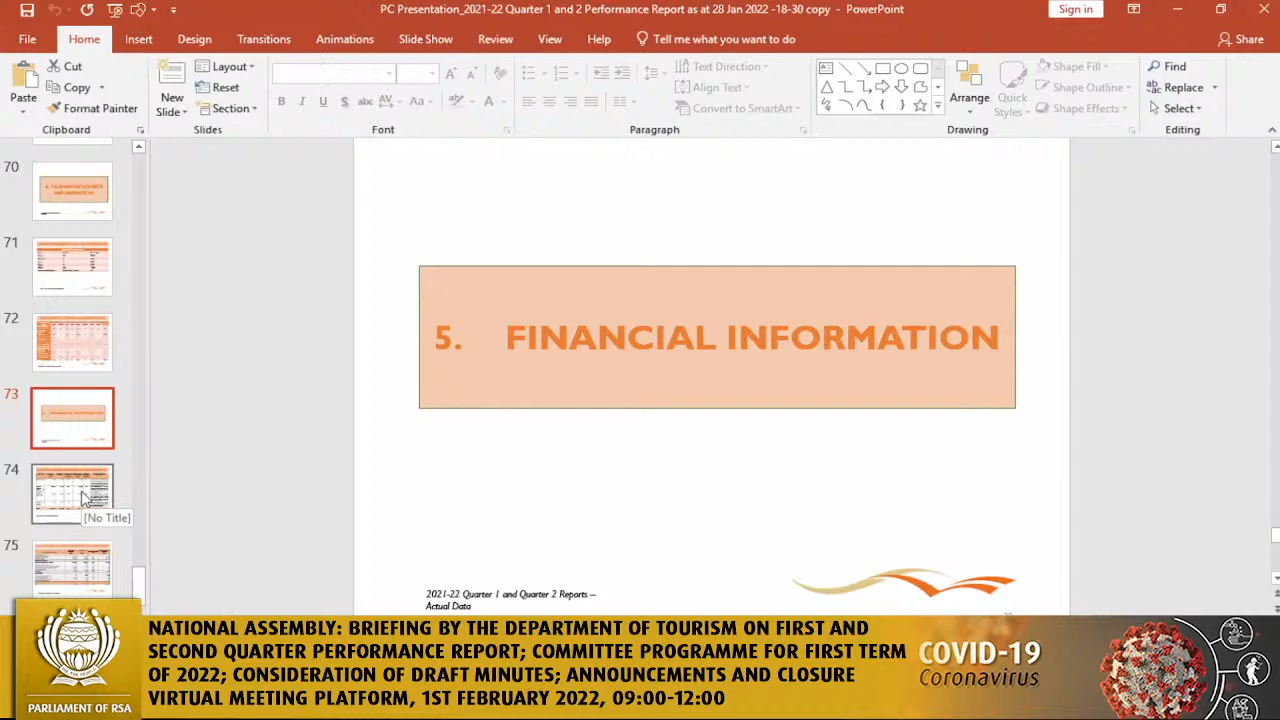 PC Presentation_2021-22 Quarter 1 and 2 Performance Report as at 28 Jan 2022 -18-30 copy - PowerPoint
Sign in
File Home Insert Design Transitions Animations Slide Show Review View Help Tell me what you want to do Share
Paste
Cut
Copy
Format Painter
Clipboard
New Slide
Layout
Reset
Section
Slides
Font
Text Direction
Align Text
Convert to SmartArt
Paragraph
Arrange
Quick Styles
Shape Fill
Shape Outline
Shape Effects
Drawing
Find
Replace
Select
Editing
70
71
72
73
74
[No Title]
75
5. FINANCIAL INFORMATION
2021-22 Quarter 1 and Quarter 2 Reports –
Actual Data
PARLIAMENT OF RSA
NATIONAL ASSEMBLY: BRIEFING BY THE DEPARTMENT OF TOURISM ON FIRST AND
SECOND QUARTER PERFORMANCE REPORT; COMMITTEE PROGRAMME FOR FIRST TERM
OF 2022; CONSIDERATION OF DRAFT MINUTES; ANNOUNCEMENTS AND CLOSURE
VIRTUAL MEETING PLATFORM, 1ST FEBRUARY 2022, 09:00-12:00
COVID-19
Coronavirus